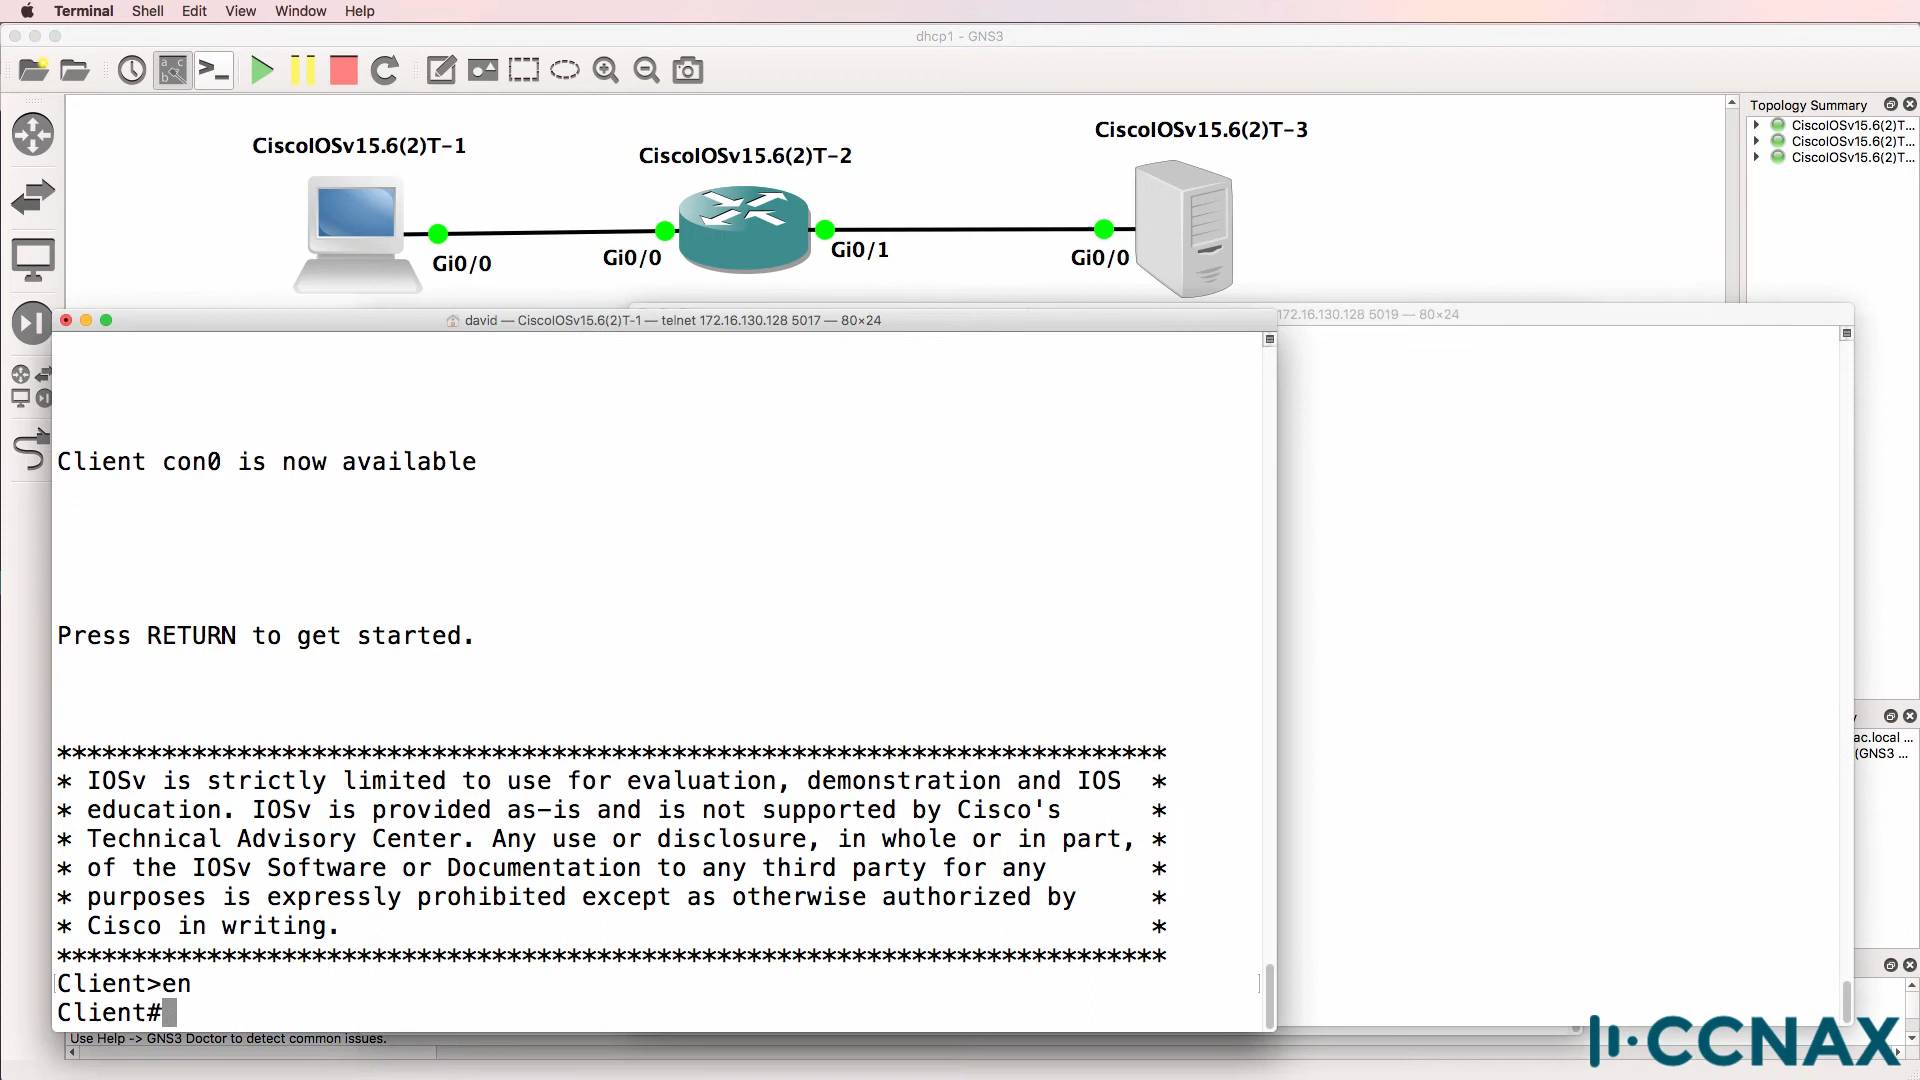 Terminal Shell Edit View Window Help
dhcp1 - GNS3
Topology Summary
CiscoIOSv15.6(2)T...
CiscoIOSv15.6(2)T...
CiscoIOSv15.6(2)T...
CiscoIOSv15.6(2)T-1
CiscoIOSv15.6(2)T-2
CiscoIOSv15.6(2)T-3
Gi0/0
Gi0/0
Gi0/1
Gi0/0
david — CiscoIOSv15.6(2)T-1 — telnet 172.16.130.128 5017 — 80×24
172.16.130.128 5019 — 80×24
Client con0 is now available
Press RETURN to get started.
**************************************************************************
* IOSv is strictly limited to use for evaluation, demonstration and IOS *
* education. IOSv is provided as-is and is not supported by Cisco's *
* Technical Advisory Center. Any use or disclosure, in whole or in part, *
* of the IOSv Software or Documentation to any third party for any *
* purposes is expressly prohibited except as otherwise authorized by *
* Cisco in writing. *
**************************************************************************
Client>en
Client#
ac.local ...
(GNS3 ...
Use Help -> GNS3 Doctor to detect common issues.
CCNAX